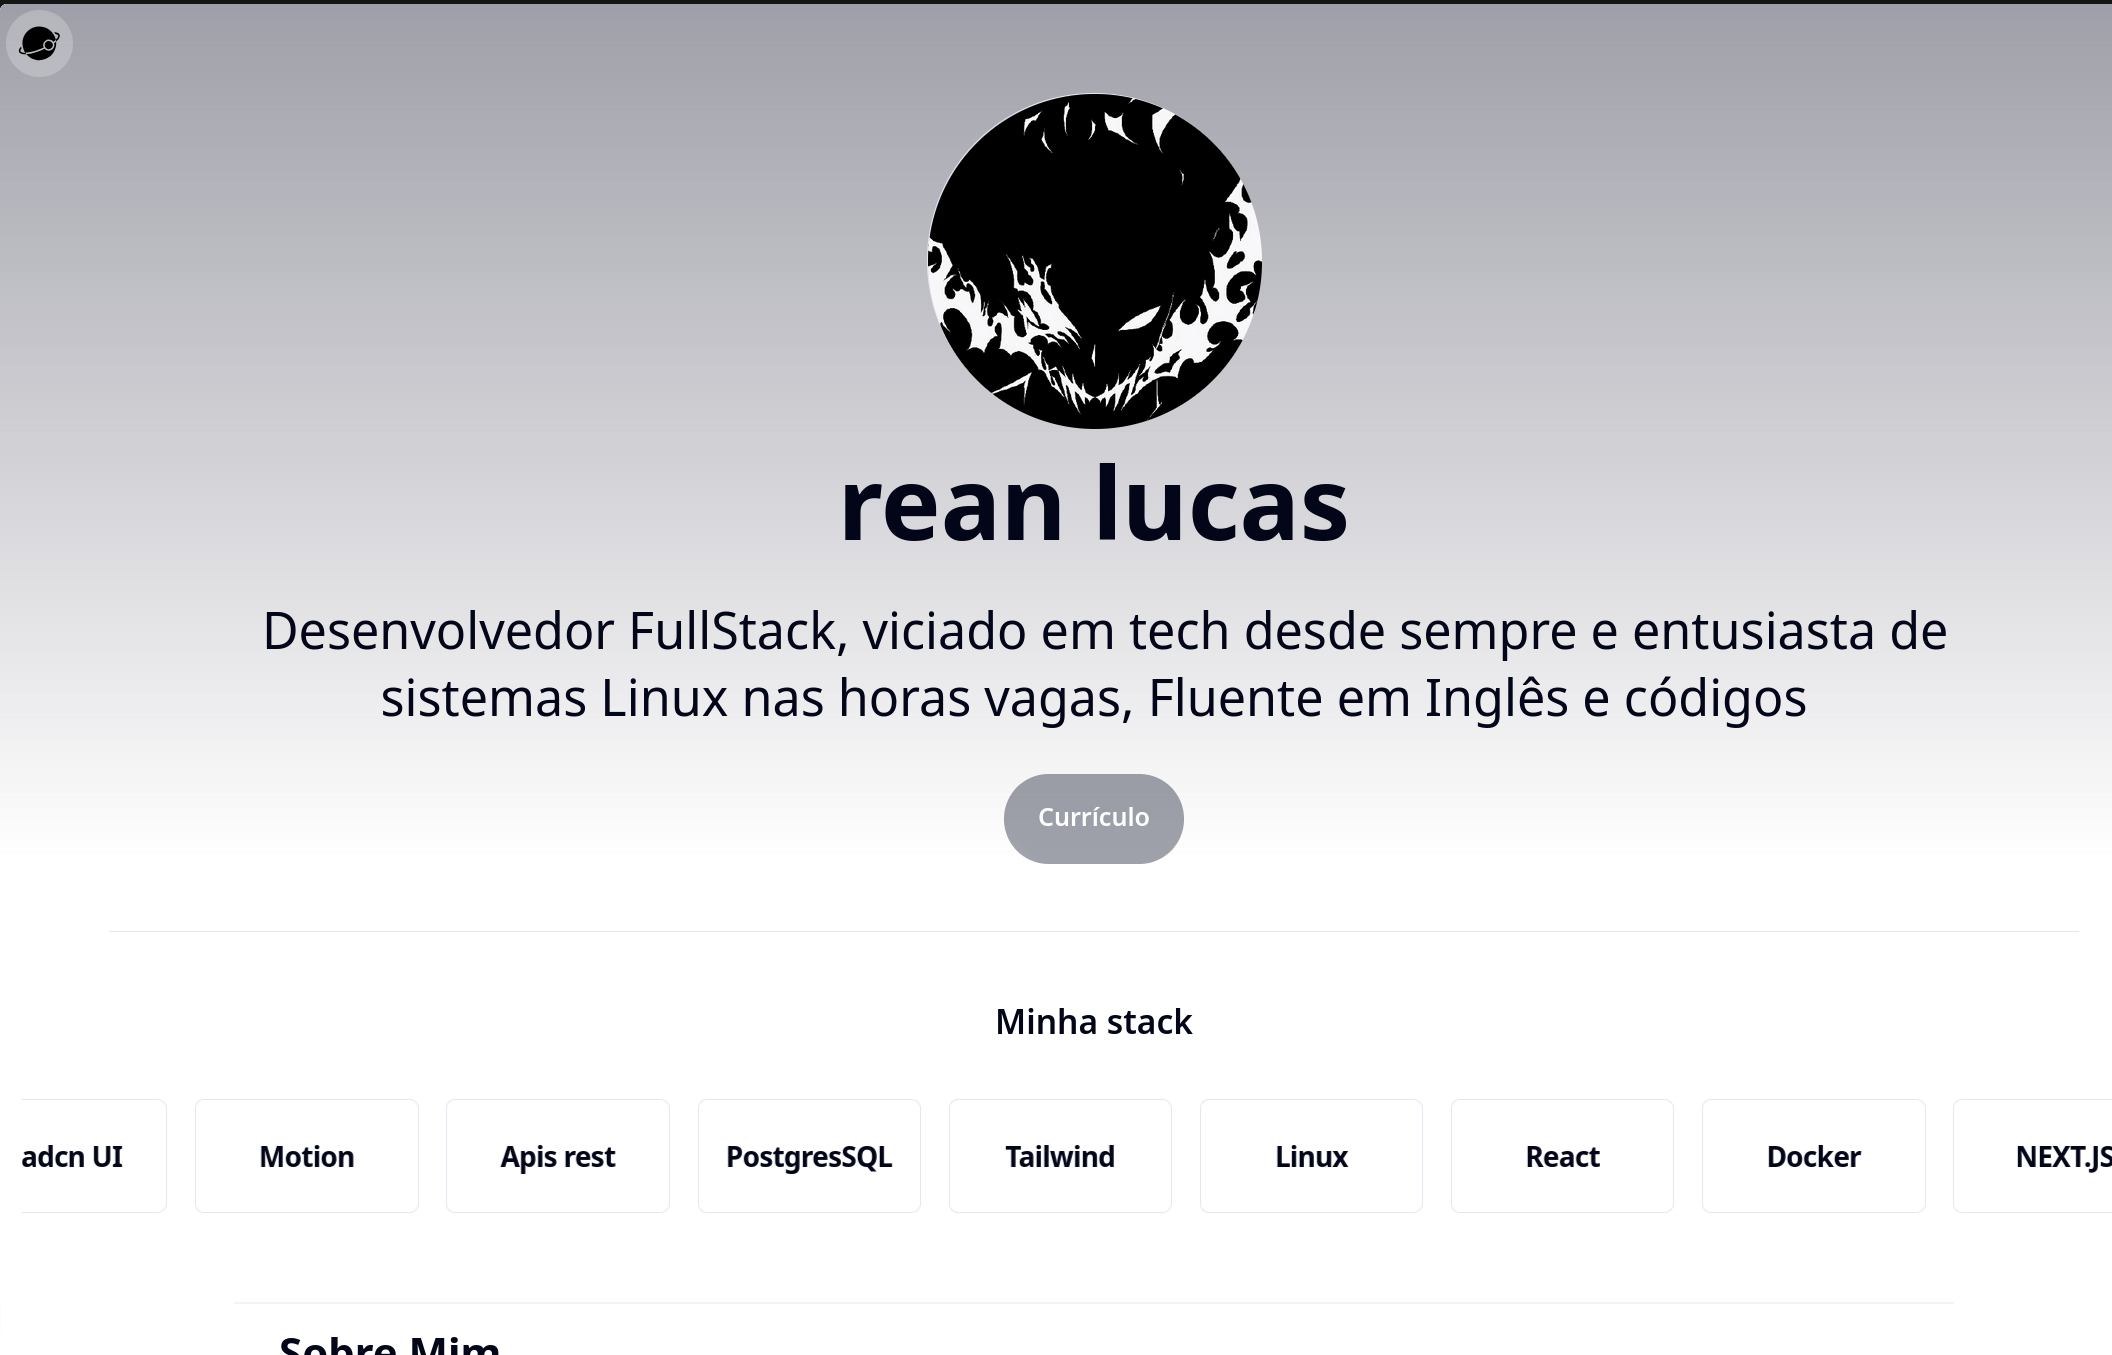 rean lucas
Desenvolvedor FullStack, viciado em tech desde sempre e entusiasta de
sistemas Linux nas horas vagas, Fluente em Inglês e códigos
Currículo
Minha stack
adcn UI
Motion
Apis rest
PostgresSQL
Tailwind
Linux
React
Docker
NEXT.JS
Sobre Mim